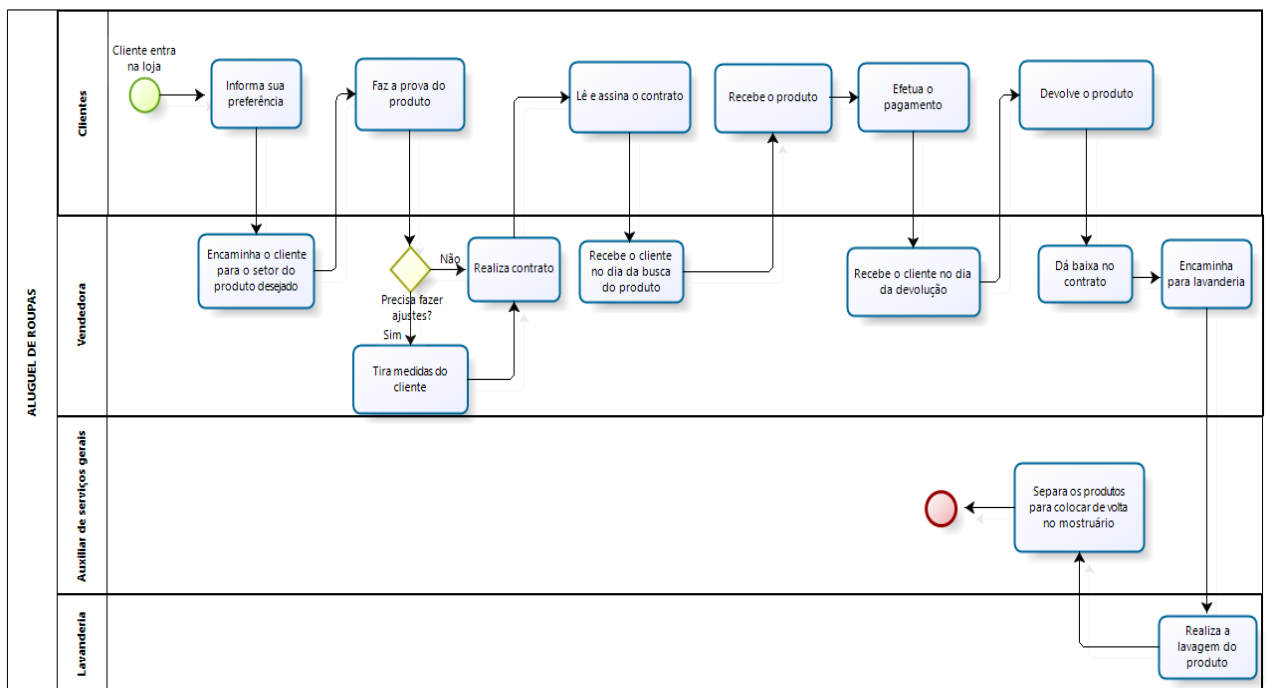 ALUGUEL DE ROUPAS
Clientes
Cliente entra
na loja
Informa sua
preferência
Faz a prova do
produto
Lê e assina o contrato
Recebe o produto
Efetua o
pagamento
Devolve o produto
Vendedora
Encaminha o cliente
para o setor do
produto desejado
Precisa fazer
ajustes?
Não
Sim
Realiza contrato
Tira medidas do
cliente
Recebe o cliente
no dia da busca
do produto
Recebe o cliente no dia
da devolução
Dá baixa no
contrato
Encaminha
para lavanderia
Auxiliar de serviços gerais
Separa os produtos
para colocar de volta
no mostruário
Lavanderia
Realiza a
lavagem do
produto